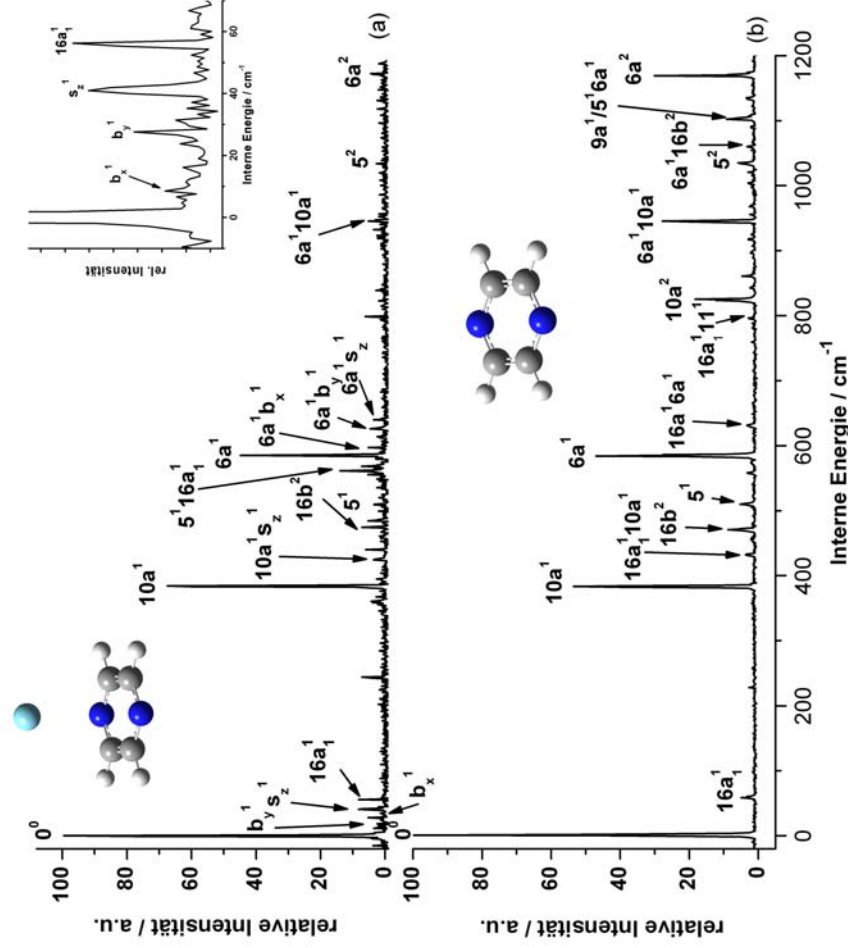 (a)
relative Intensität / a.u.
100
80
60
40
20
0
0⁰
b_y¹
s_z¹
16a₁¹
b_x¹
10a¹
10a¹s_z¹
16b²
5¹
5¹16a₁¹
6a¹
6a¹b_x¹
6a¹b_y¹
6a¹s_z¹
6a¹10a¹
5²
6a²
rel. Intensität
b_x¹
b_y¹
s_z¹
16a₁¹
0
20
40
60
Interne Energie / cm⁻¹
(b)
relative Intensität / a.u.
100
80
60
40
20
0
0⁰
16a₁¹
10a¹
16a₁¹10a¹
16b²
5¹
6a¹
16a¹6a¹
16a₁¹11¹
10a²
6a¹10a¹
5²
6a¹16b²
9a¹/5¹6a¹
6a²
0
200
400
600
800
1000
1200
Interne Energie / cm⁻¹